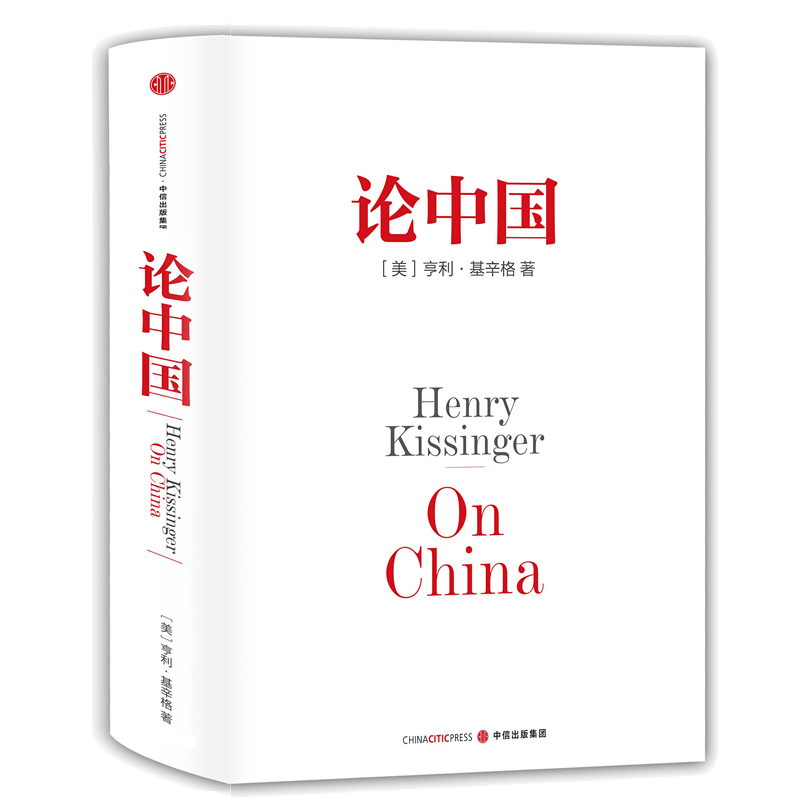 CHINACITICPRESS · 中信出版集团
论中国
Henry Kissinger
On China
[美]亨利·基辛格 著
论中国
[美] 亨利·基辛格 著
Henry
Kissinger
On
China
CHINACITICPRESS 中信出版集团